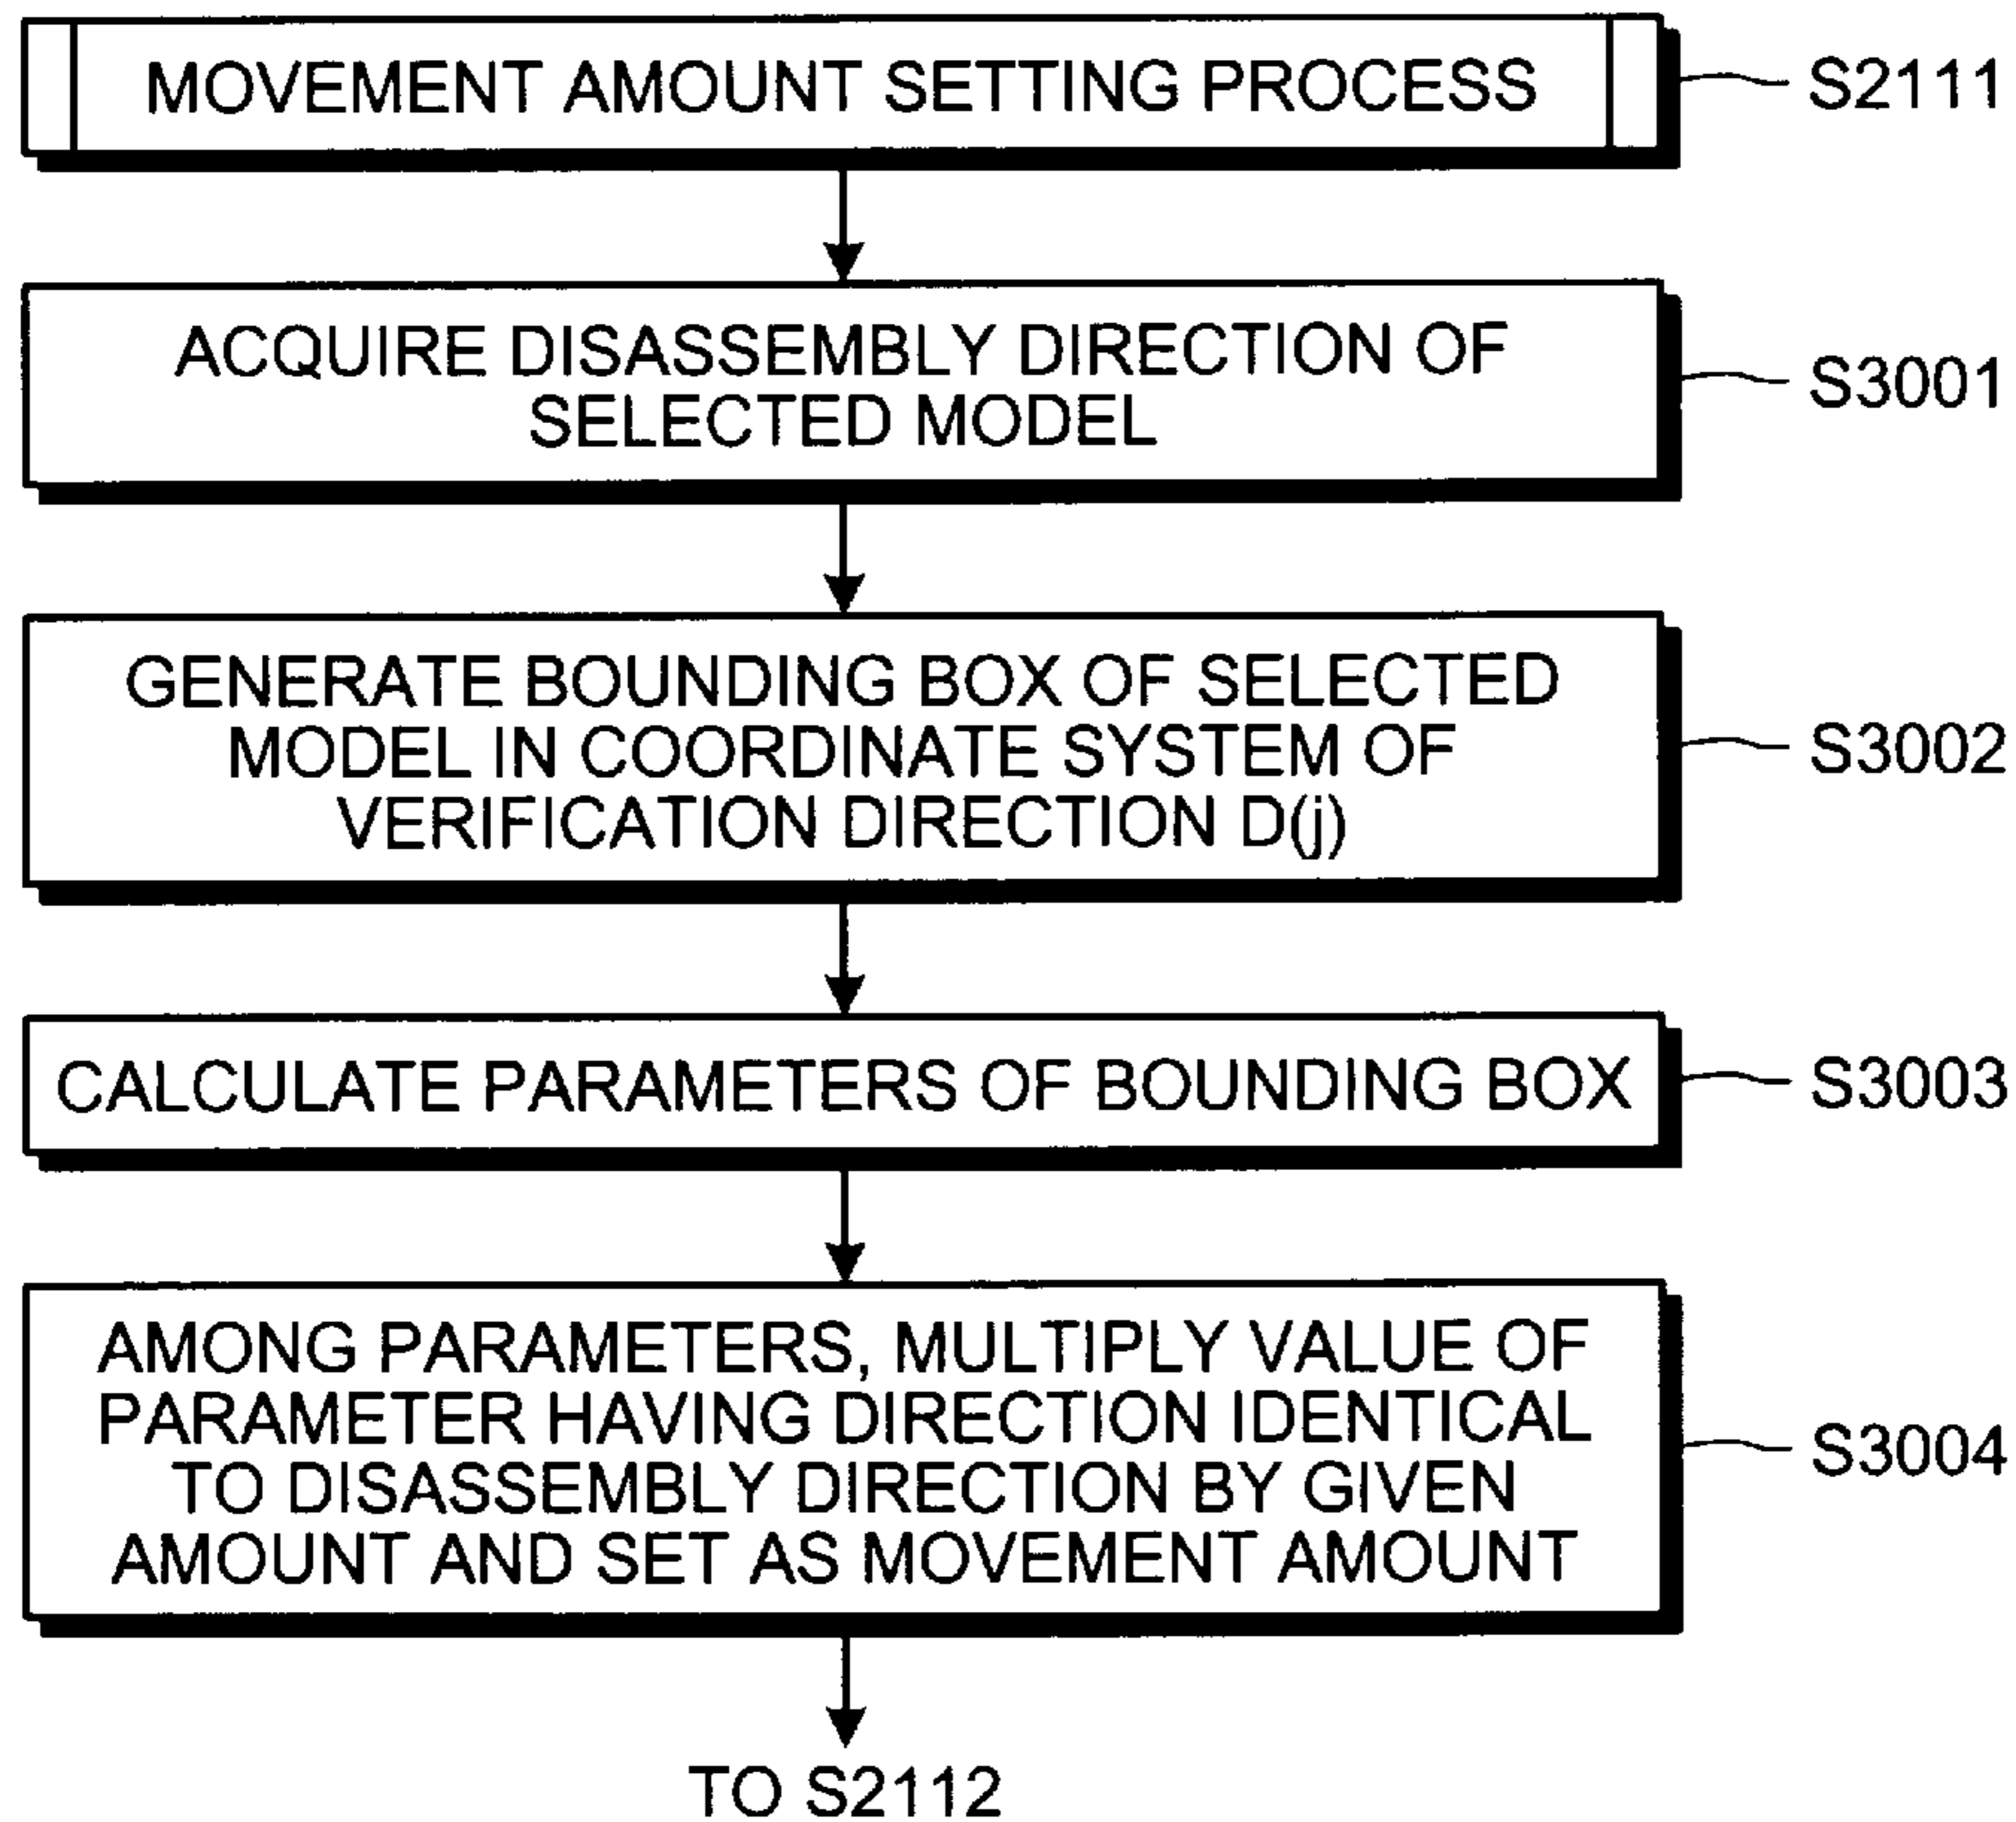 MOVEMENT AMOUNT SETTING PROCESS
S2111
ACQUIRE DISASSEMBLY DIRECTION OF
SELECTED MODEL
S3001
GENERATE BOUNDING BOX OF SELECTED
MODEL IN COORDINATE SYSTEM OF
VERIFICATION DIRECTION D(j)
S3002
CALCULATE PARAMETERS OF BOUNDING BOX
S3003
AMONG PARAMETERS, MULTIPLY VALUE OF
PARAMETER HAVING DIRECTION IDENTICAL
TO DISASSEMBLY DIRECTION BY GIVEN
AMOUNT AND SET AS MOVEMENT AMOUNT
S3004
TO S2112